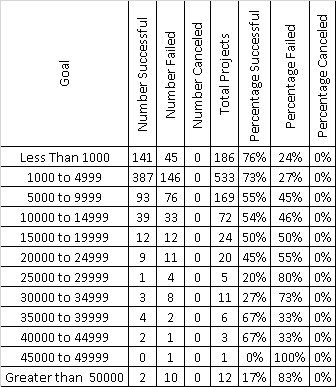 Goal Number Successful Number Failed Number Canceled Total Projects Percentage Successful Percentage Failed Percentage Canceled
Less Than 1000 141 45 0 186 76% 24% 0%
1000 to 4999 387 146 0 533 73% 27% 0%
5000 to 9999 93 76 0 169 55% 45% 0%
10000 to 14999 39 33 0 72 54% 46% 0%
15000 to 19999 12 12 0 24 50% 50% 0%
20000 to 24999 9 11 0 20 45% 55% 0%
25000 to 29999 1 4 0 5 20% 80% 0%
30000 to 34999 3 8 0 11 27% 73% 0%
35000 to 39999 4 2 0 6 67% 33% 0%
40000 to 44999 2 1 0 3 67% 33% 0%
45000 to 49999 0 1 0 1 0% 100% 0%
Greater than 50000 2 10 0 12 17% 83% 0%